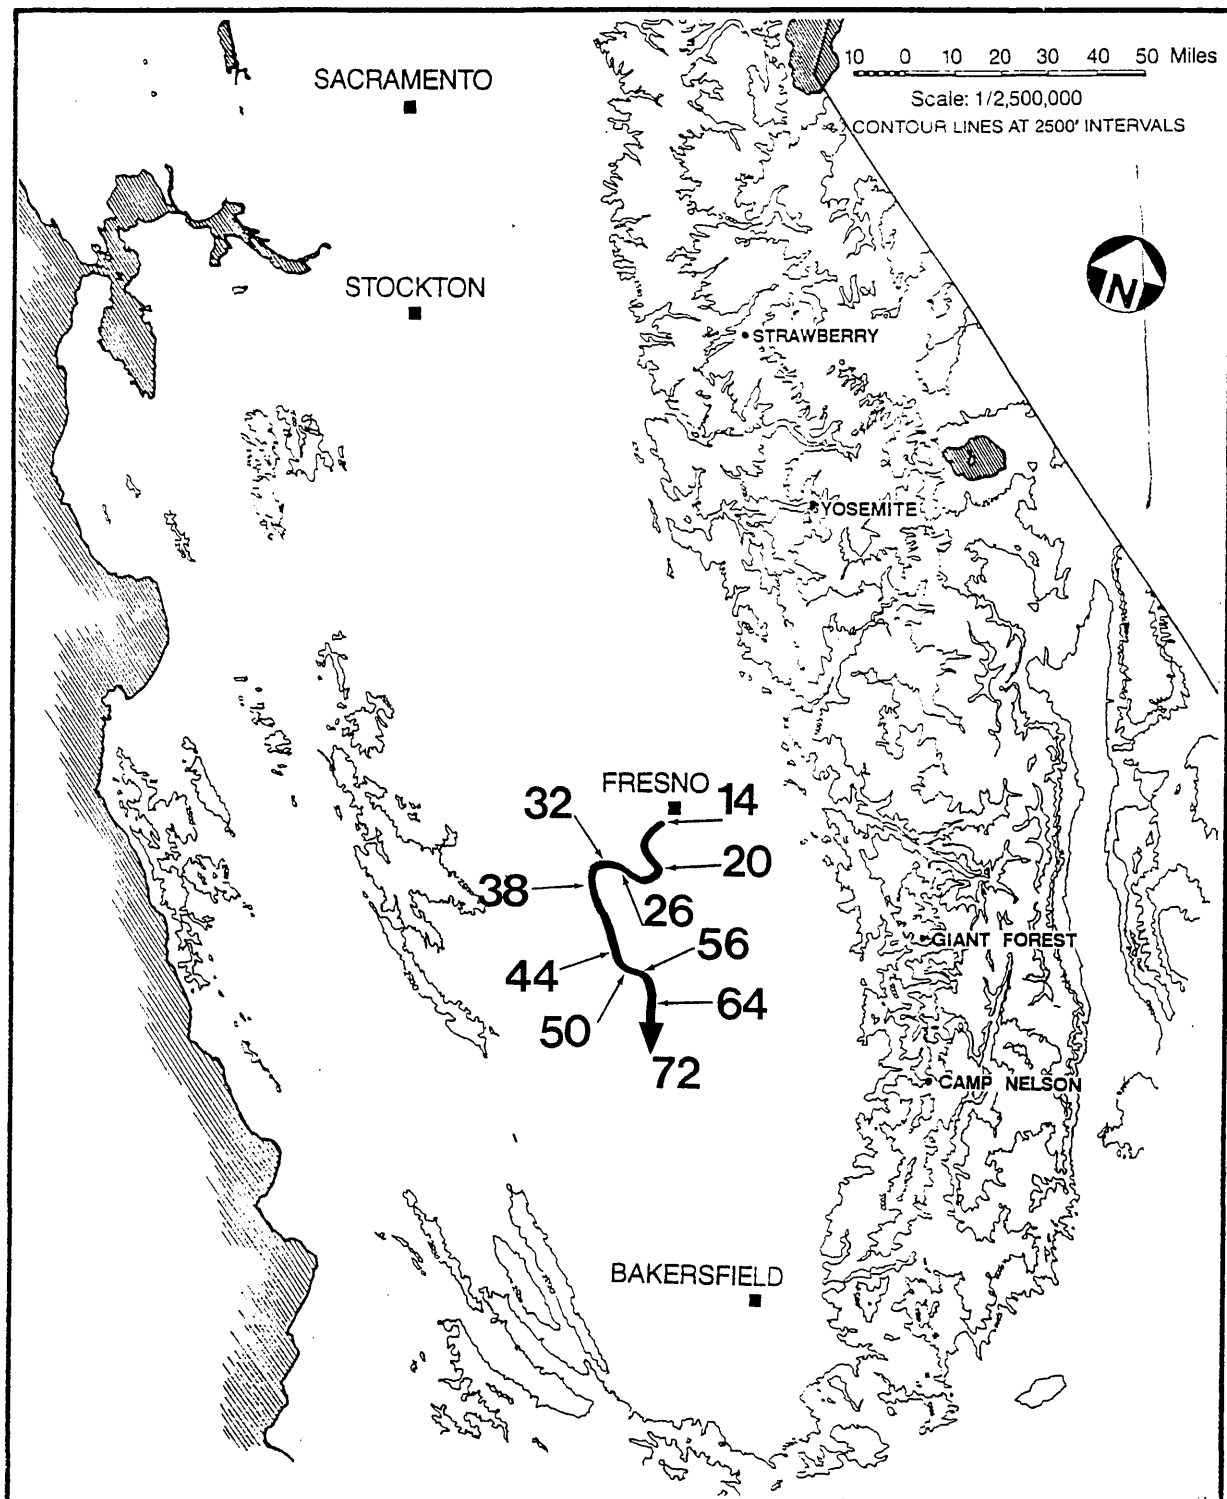 10 0 10 20 30 40 50 Miles
Scale: 1/2,500,000
CONTOUR LINES AT 2500' INTERVALS
SACRAMENTO
N
STOCKTON
STRAWBERRY
YOSEMITE
FRESNO
14
32
20
38
26
GIANT FOREST
56
44
64
50
72
CAMP NELSON
BAKERSFIELD